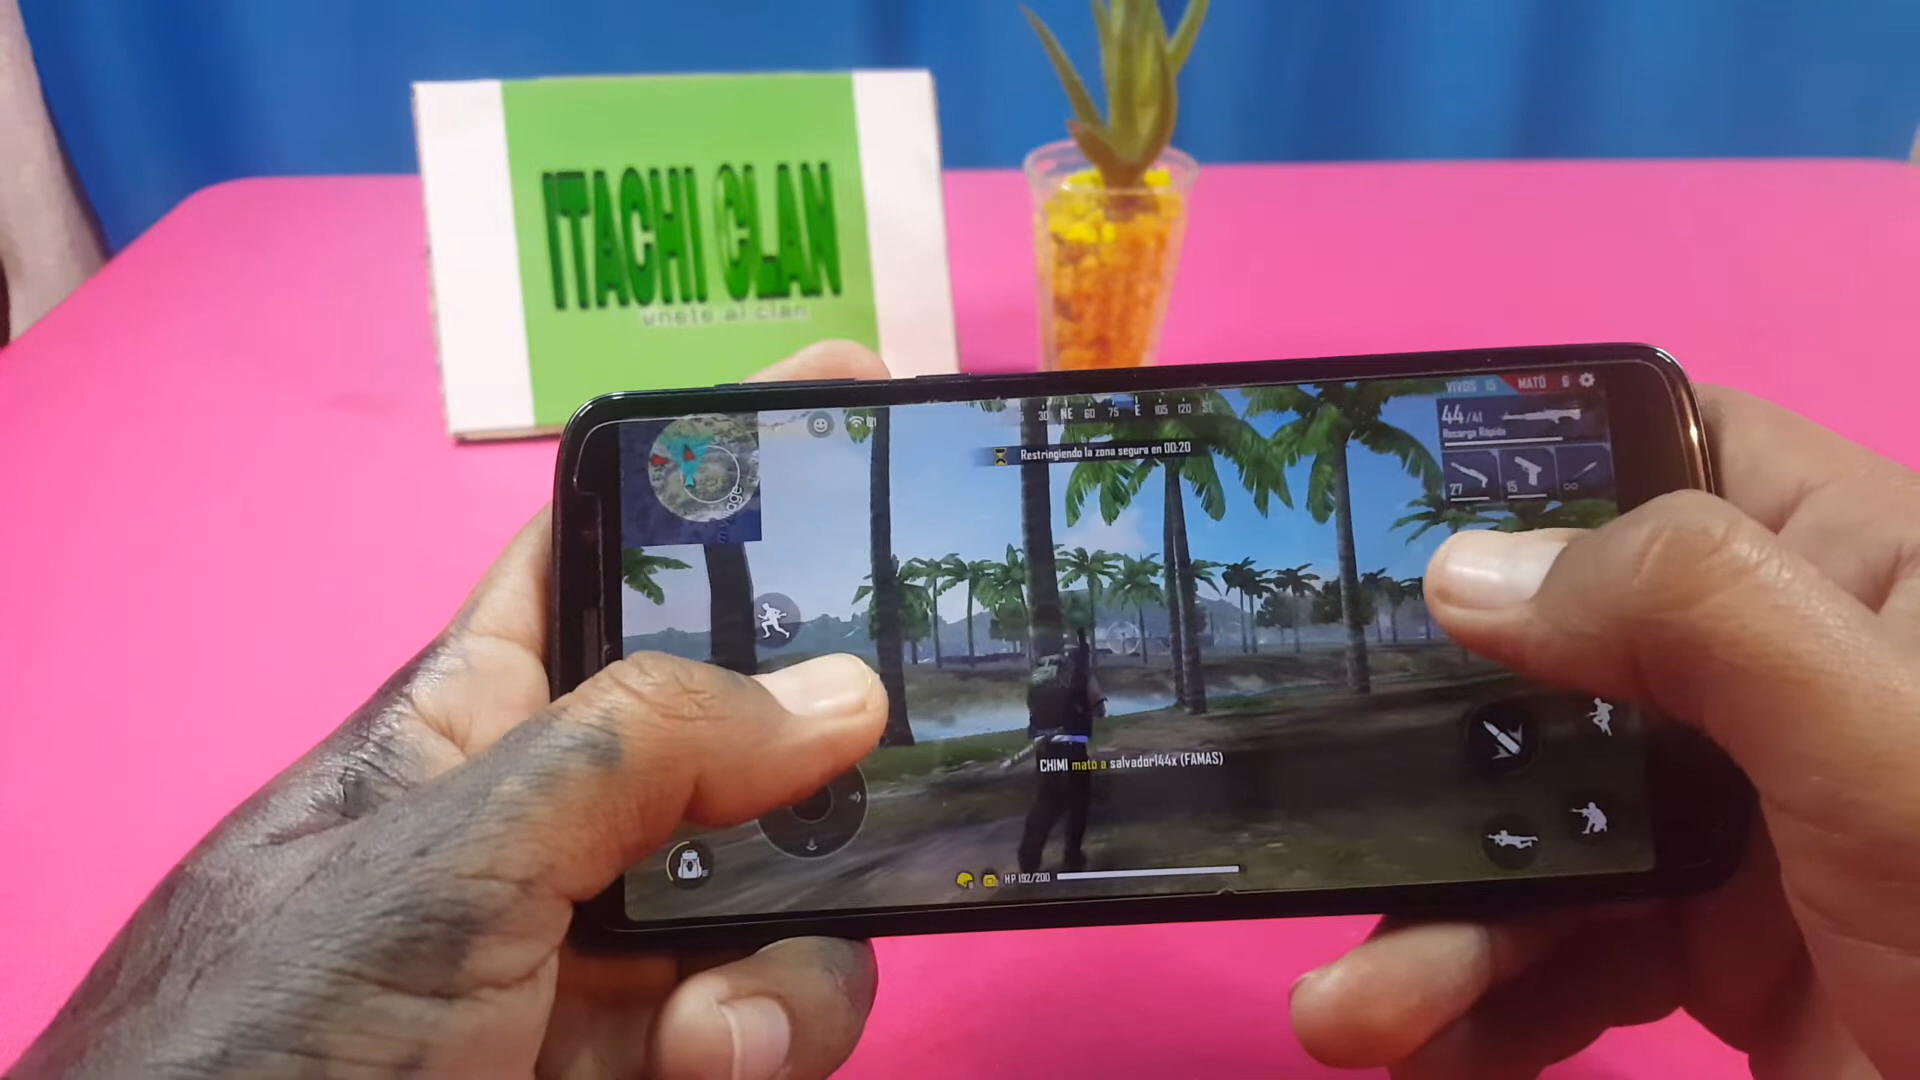 ITACHI CLAN
unete al clan
30 NE 60 75 E 105 120 SE
VIVOS 15 MATÓ 6
Restringiendo la zona segura en 00:20
44/41
Recarga Rápida
27 15 ∞
CHIMI mató a salvador144x (FAMAS)
HP 192/200